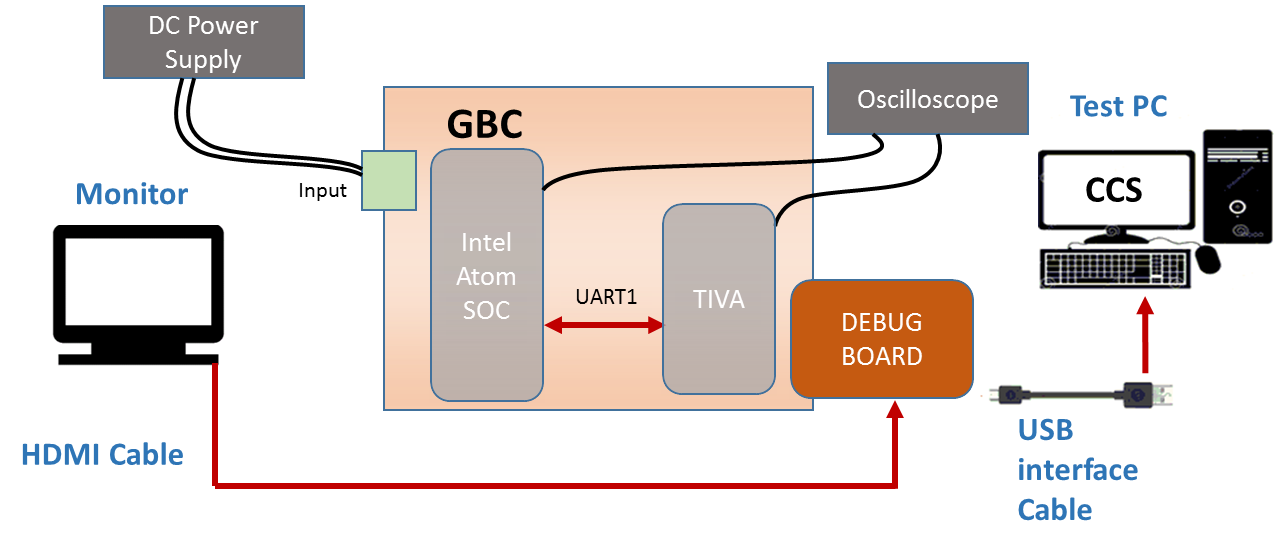 DC Power
Supply
Oscilloscope
Test PC
GBC
CCS
Input
Monitor
Intel
Atom
SOC
UART1
TIVA
DEBUG
BOARD
HDMI Cable
USB
interface
Cable